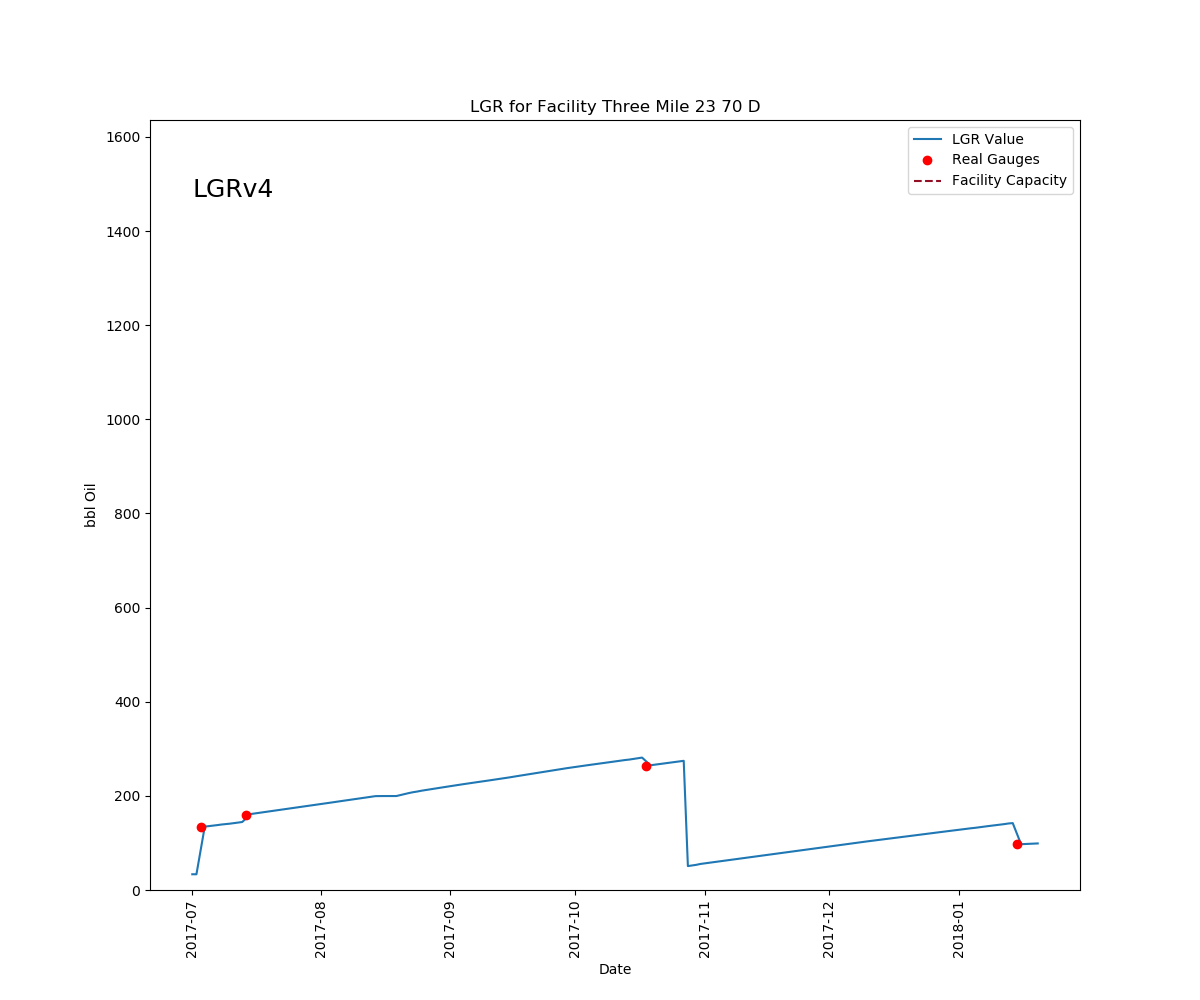 LGR for Facility Three Mile 23 70 D
LGRv4
LGR Value
Real Gauges
Facility Capacity
bbl Oil
1600
1400
1200
1000
800
600
400
200
0
2017-07
2017-08
2017-09
2017-10
2017-11
2017-12
2018-01
Date